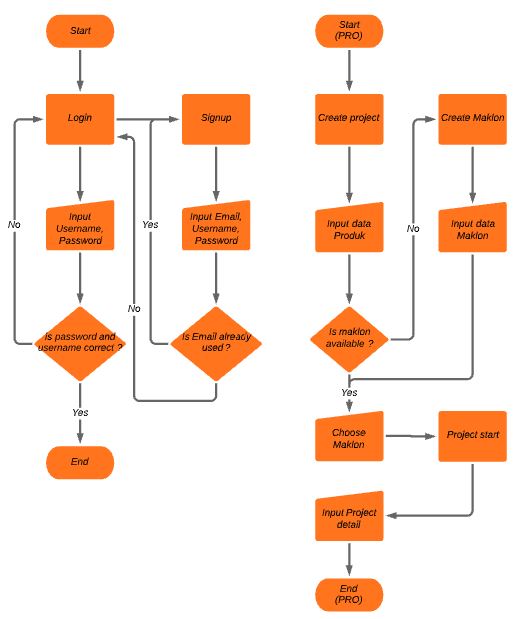 Start
Login
Signup
Input
Username,
Password
Input Email,
Username,
Password
No
Yes
No
Is password and
username correct ?
Is Email already
used ?
Yes
End
Start
(PRO)
Create project
Create Maklon
Input data
Produk
Input data
Maklon
No
Is maklon
available ?
Yes
Choose
Maklon
Project start
Input Project
detail
End
(PRO)